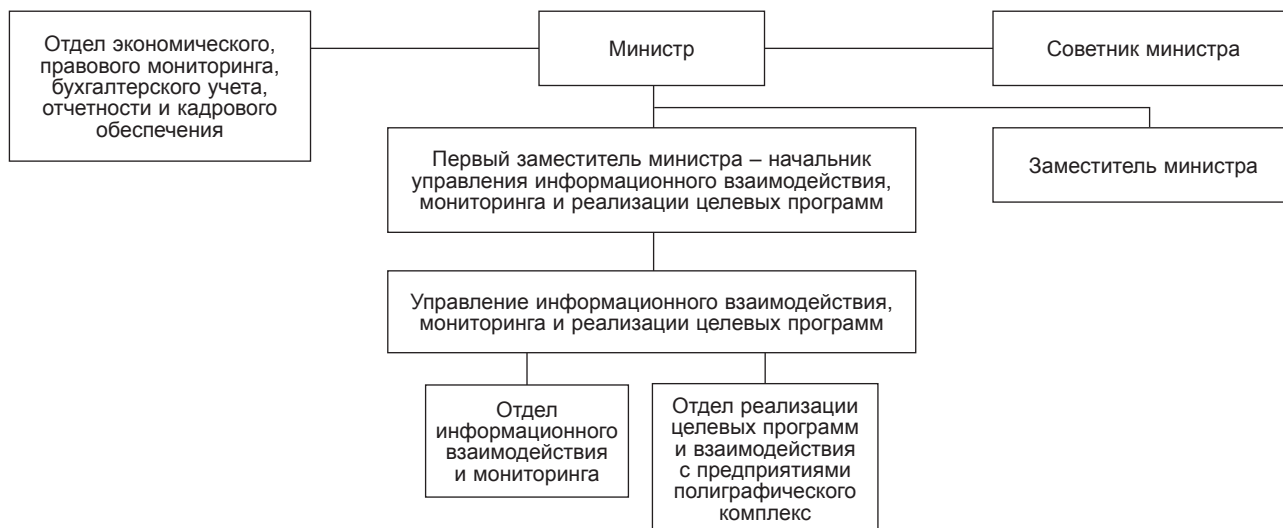 Отдел экономического,
правового мониторинга,
бухгалтерского учета,
отчетности и кадрового
обеспечения
Министр
Советник министра
Первый заместитель министра – начальник
управления информационного взаимодействия,
мониторинга и реализации целевых программ
Заместитель министра
Управление информационного взаимодействия,
мониторинга и реализации целевых программ
Отдел
информационного
взаимодействия
и мониторинга
Отдел реализации
целевых программ
и взаимодействия
с предприятиями
полиграфического
комплекс